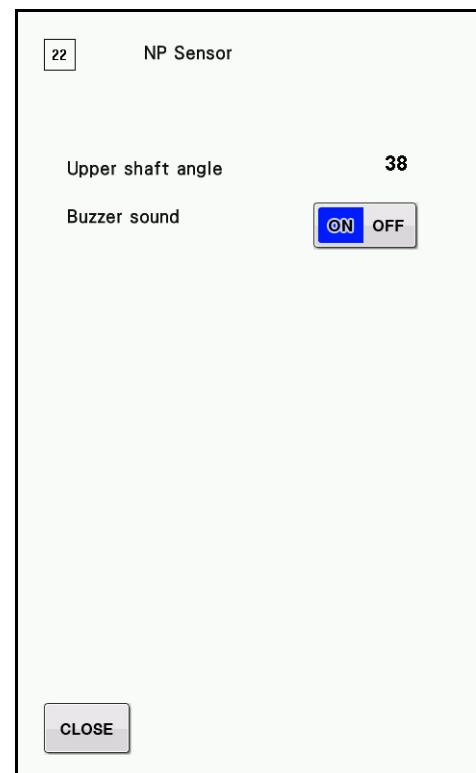 22 NP Sensor
Upper shaft angle 38
Buzzer sound ON OFF
CLOSE